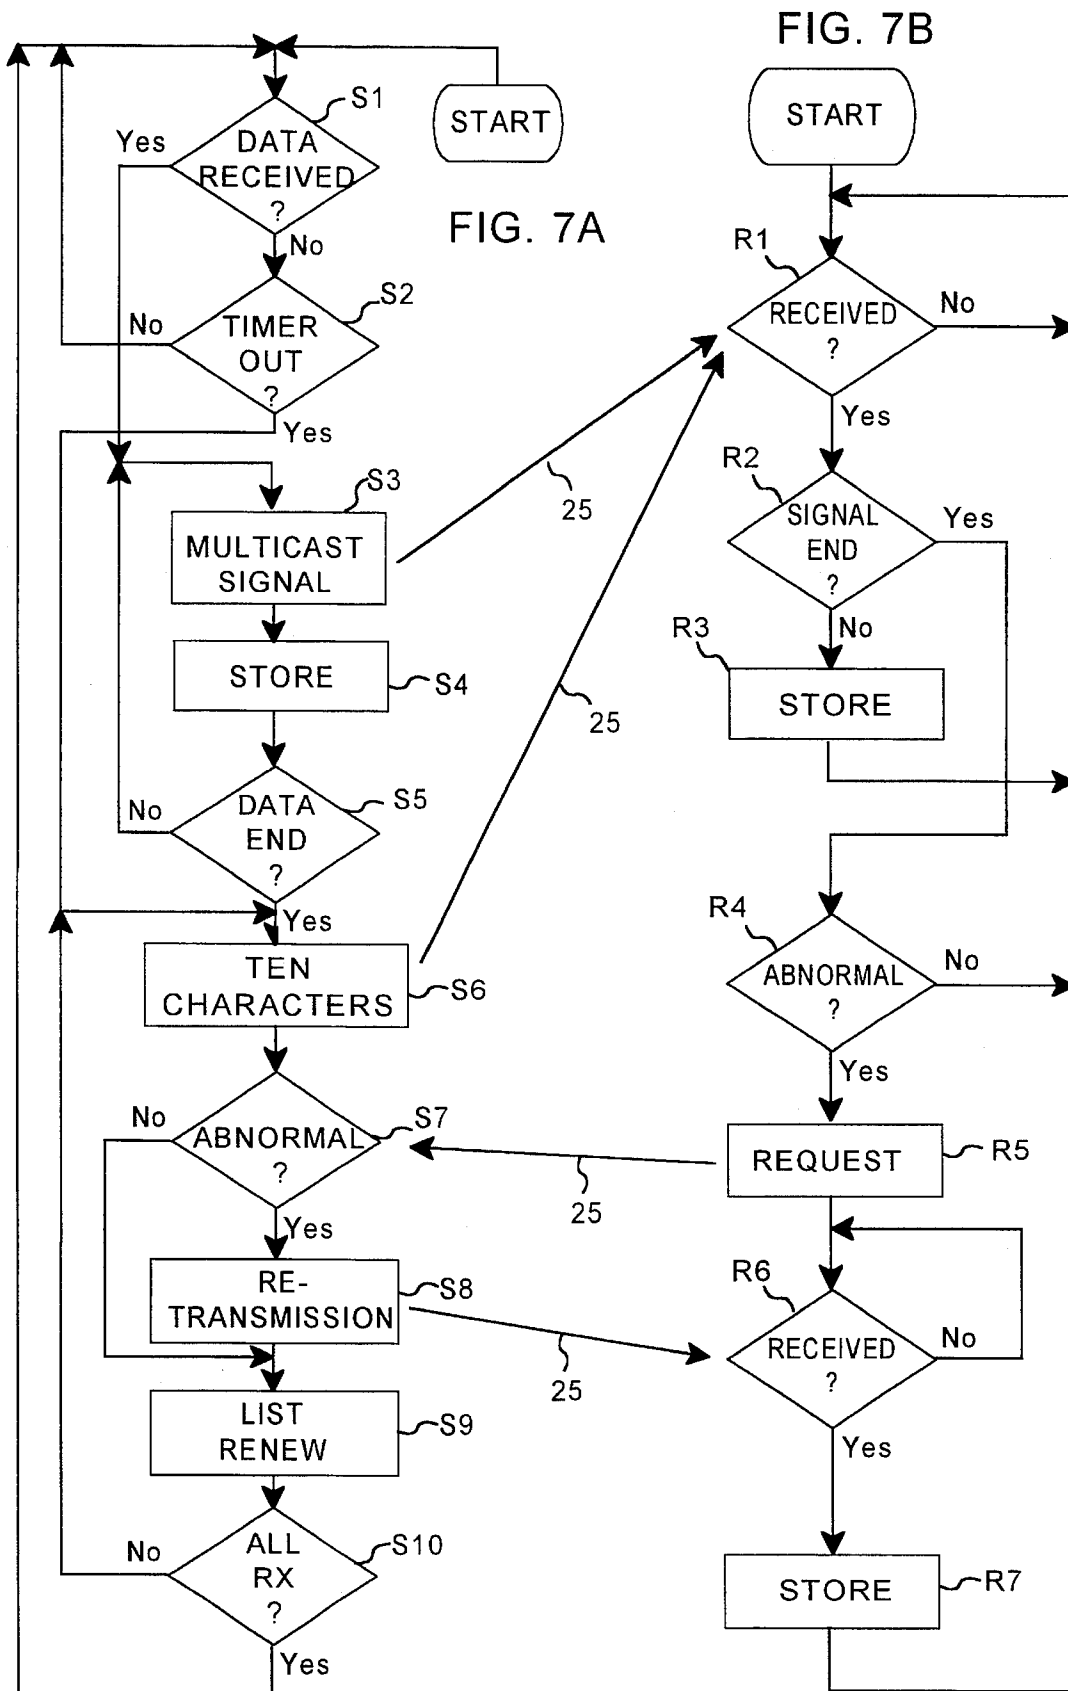 FIG. 7B
START
START
S1
Yes
DATA
RECEIVED
?
No
FIG. 7A
S2
No
TIMER
OUT
?
Yes
R1
RECEIVED
?
No
Yes
S3
MULTICAST
SIGNAL
25
R2
SIGNAL
END
?
Yes
No
STORE
S4
R3
STORE
25
No
DATA
END
?
S5
Yes
TEN
CHARACTERS
S6
R4
ABNORMAL
?
No
Yes
No
ABNORMAL
?
S7
Yes
25
REQUEST
R5
RE-
TRANSMISSION
S8
25
R6
RECEIVED
?
No
Yes
LIST
RENEW
S9
No
ALL
RX
?
S10
Yes
STORE
R7